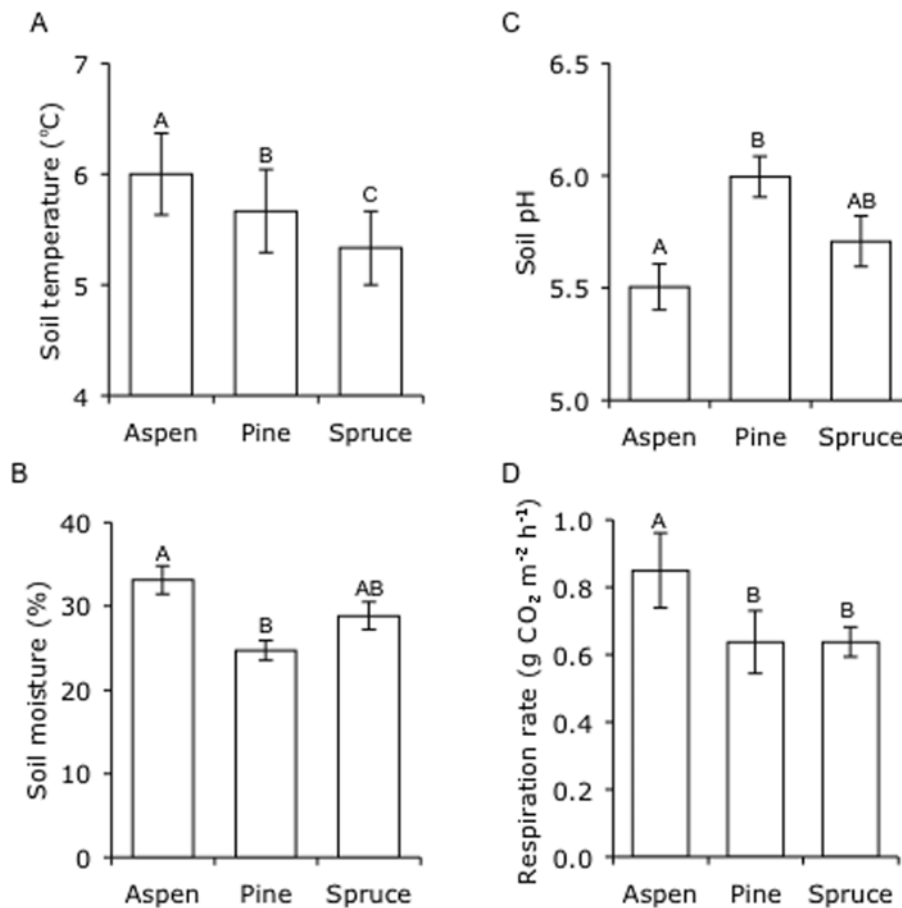 A
Soil temperature (°C)
7
6
5
4
A
B
C
Aspen Pine Spruce
B
Soil moisture (%)
40
30
20
10
0
A
B
AB
Aspen Pine Spruce
C
Soil pH
6.5
6.0
5.5
5.0
A
B
AB
Aspen Pine Spruce
D
Respiration rate (g CO₂ m⁻² h⁻¹)
1.0
0.8
0.6
0.4
0.2
0.0
A
B
B
Aspen Pine Spruce